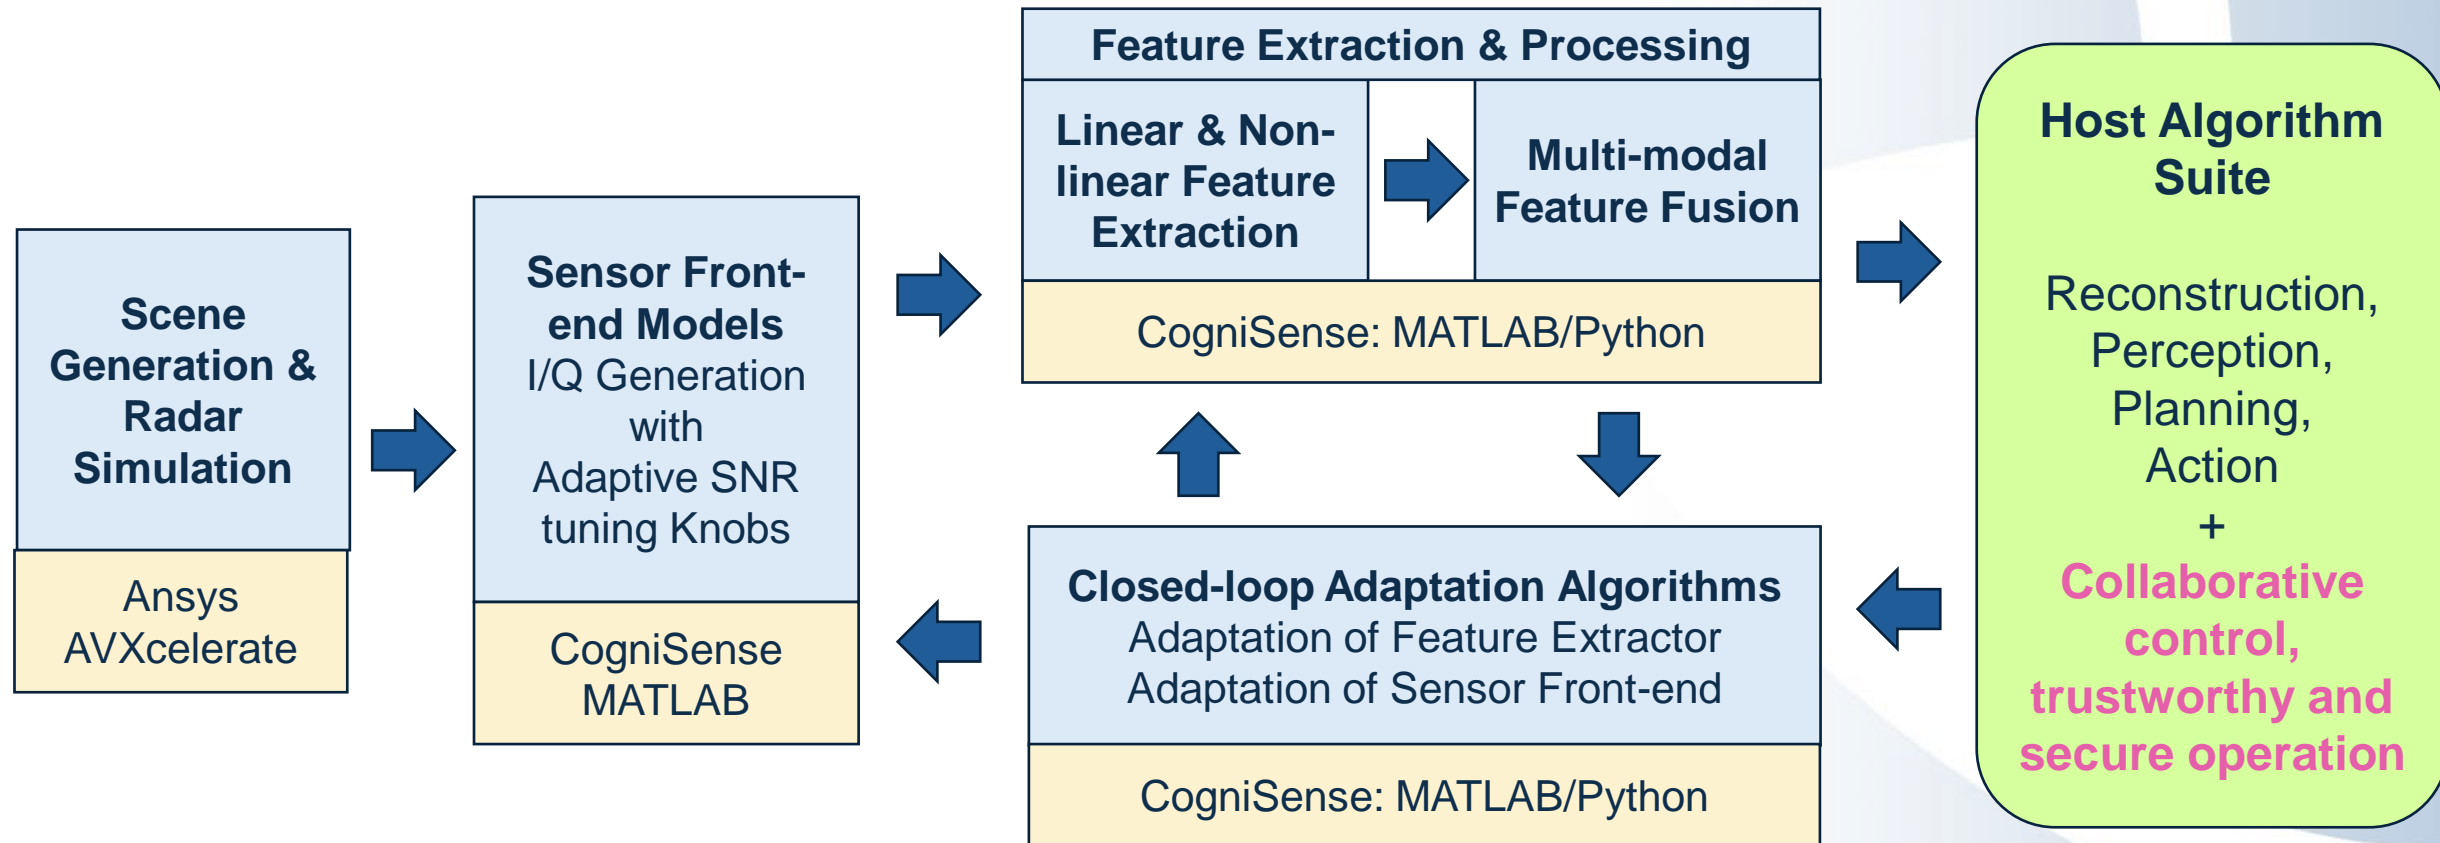 Scene
Generation &
Radar
Simulation
Ansys
AVXcelerate
Sensor Front-
end Models
I/Q Generation
with
Adaptive SNR
tuning Knobs
CogniSense
MATLAB
Feature Extraction & Processing
Linear & Non-
linear Feature
Extraction
Multi-modal
Feature Fusion
CogniSense: MATLAB/Python
Closed-loop Adaptation Algorithms
Adaptation of Feature Extractor
Adaptation of Sensor Front-end
CogniSense: MATLAB/Python
Host Algorithm
Suite
Reconstruction,
Perception,
Planning,
Action
+
Collaborative
control,
trustworthy and
secure operation